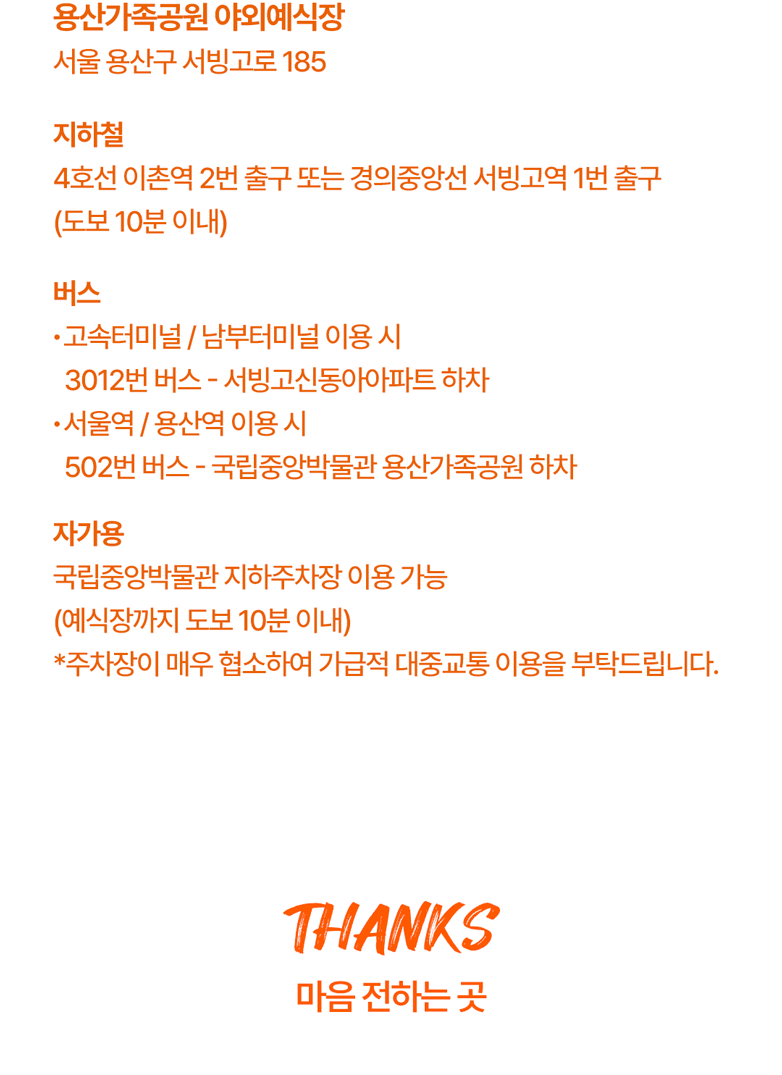 용산가족공원 야외예식장
서울 용산구 서빙고로 185
지하철
4호선 이촌역 2번 출구 또는 경의중앙선 서빙고역 1번 출구
(도보 10분 이내)
버스
• 고속터미널 / 남부터미널 이용 시
3012번 버스 - 서빙고신동아아파트 하차
• 서울역 / 용산역 이용 시
502번 버스 - 국립중앙박물관 용산가족공원 하차
자가용
국립중앙박물관 지하주차장 이용 가능
(예식장까지 도보 10분 이내)
*주차장이 매우 협소하여 가급적 대중교통 이용을 부탁드립니다.
THANKS
마음 전하는 곳